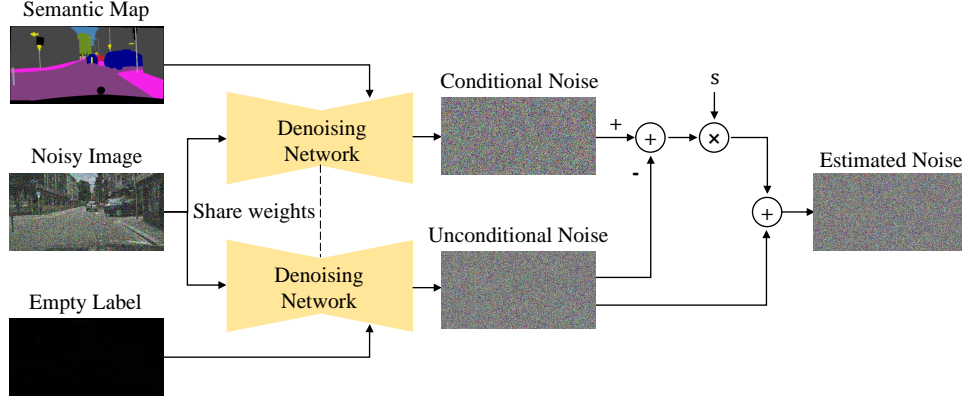 Semantic Map
Conditional Noise
s
Denoising
Network
+
+
×
Noisy Image
Estimated Noise
-
Share weights
+
Unconditional Noise
Denoising
Network
Empty Label